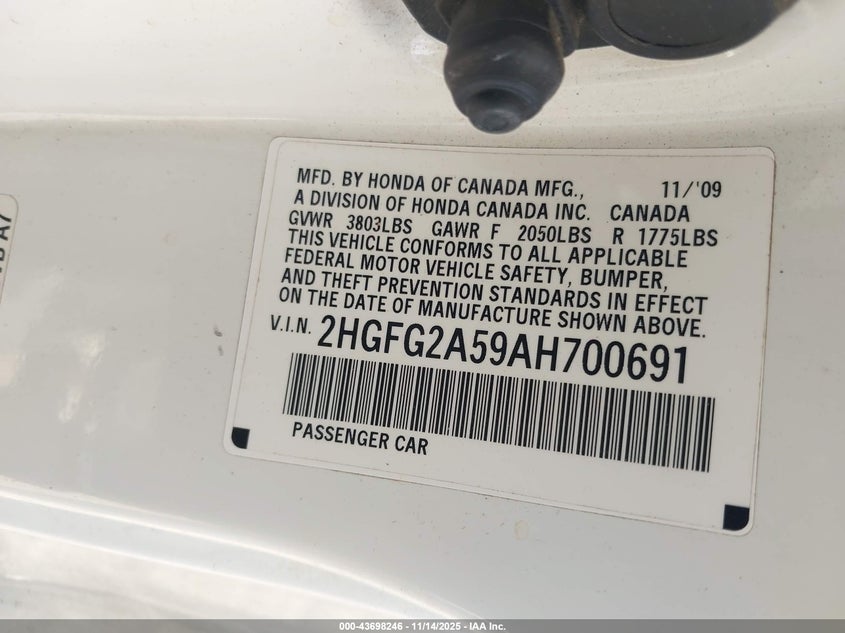 MFD. BY HONDA OF CANADA MFG., 11/'09
A DIVISION OF HONDA CANADA INC. CANADA
GVWR 3803LBS GAWR F 2050LBS R 1775LBS
THIS VEHICLE CONFORMS TO ALL APPLICABLE
FEDERAL MOTOR VEHICLE SAFETY, BUMPER,
AND THEFT PREVENTION STANDARDS IN EFFECT
ON THE DATE OF MANUFACTURE SHOWN ABOVE.
V.I.N. 2HGFG2A59AH700691
PASSENGER CAR
000-43698246 - 11/14/2025 - IAA Inc.